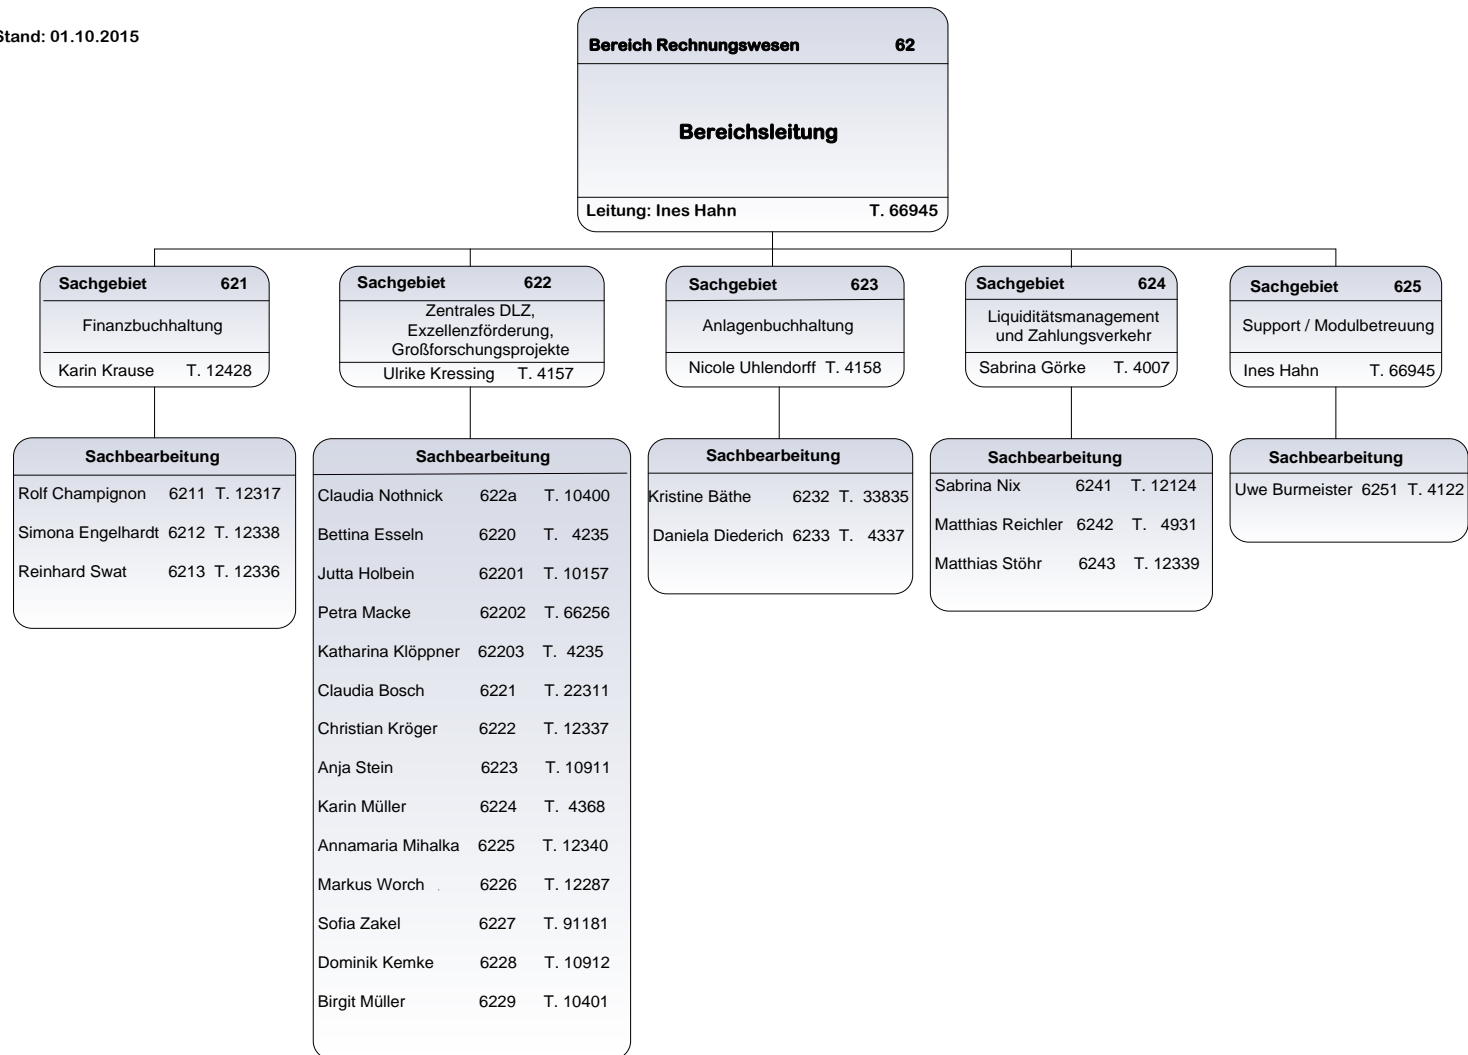 Stand: 01.10.2015
Bereich Rechnungswesen 62
Bereichsleitung
Leitung: Ines Hahn T. 66945
Sachgebiet 621
Finanzbuchhaltung
Karin Krause T. 12428
Sachgebiet 622
Zentrales DLZ,
Exzellenzförderung,
Großforschungsprojekte
Ulrike Kressing T. 4157
Sachgebiet 623
Anlagenbuchhaltung
Nicole Uhlendorff T. 4158
Sachgebiet 624
Liquiditätsmanagement
und Zahlungsverkehr
Sabrina Görke T. 4007
Sachgebiet 625
Support / Modulbetreuung
Ines Hahn T. 66945
Sachbearbeitung
Rolf Champignon 6211 T. 12317
Simona Engelhardt 6212 T. 12338
Reinhard Swat 6213 T. 12336
Sachbearbeitung
Claudia Nothnick 622a T. 10400
Bettina Esseln 6220 T. 4235
Jutta Holbein 62201 T. 10157
Petra Macke 62202 T. 66256
Katharina Klöppner 62203 T. 4235
Claudia Bosch 6221 T. 22311
Christian Kröger 6222 T. 12337
Anja Stein 6223 T. 10911
Karin Müller 6224 T. 4368
Annamaria Mihalka 6225 T. 12340
Markus Worch 6226 T. 12287
Sofia Zakel 6227 T. 91181
Dominik Kemke 6228 T. 10912
Birgit Müller 6229 T. 10401
Sachbearbeitung
Kristine Bäthe 6232 T. 33835
Daniela Diederich 6233 T. 4337
Sachbearbeitung
Sabrina Nix 6241 T. 12124
Matthias Reichler 6242 T. 4931
Matthias Stöhr 6243 T. 12339
Sachbearbeitung
Uwe Burmeister 6251 T. 4122